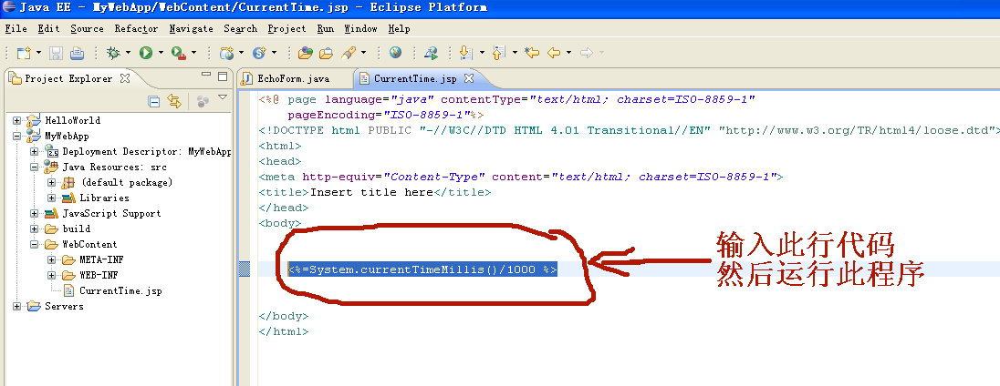 Java EE - MyWebApp/WebContent/CurrentTime.jsp - Eclipse Platform
File Edit Source Refactor Navigate Search Project Run Window Help
Project Explorer
HelloWorld
MyWebApp
Deployment Descriptor: MyWebApp
Java Resources: src
(default package)
Libraries
JavaScript Support
build
WebContent
META-INF
WEB-INF
CurrentTime.jsp
Servers
EchoForm.java CurrentTime.jsp
<%@ page language="java" contentType="text/html; charset=ISO-8859-1"
pageEncoding="ISO-8859-1"%>
<!DOCTYPE html PUBLIC "-//W3C//DTD HTML 4.01 Transitional//EN" "http://www.w3.org/TR/html4/loose.dtd">
<html>
<head>
<meta http-equiv="Content-Type" content="text/html; charset=ISO-8859-1">
<title>Insert title here</title>
</head>
<body>
<%=System.currentTimeMillis()/1000 %>
</body>
</html>
输入此行代码
然后运行此程序